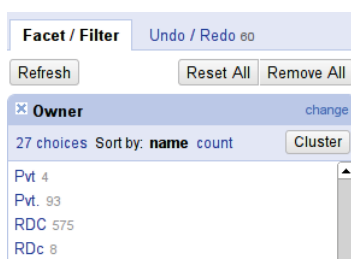 Facet / Filter Undo / Redo 60
Refresh Reset All Remove All
Owner change
27 choices Sort by: name count Cluster
Pvt 4
Pvt. 93
RDC 575
RDc 8